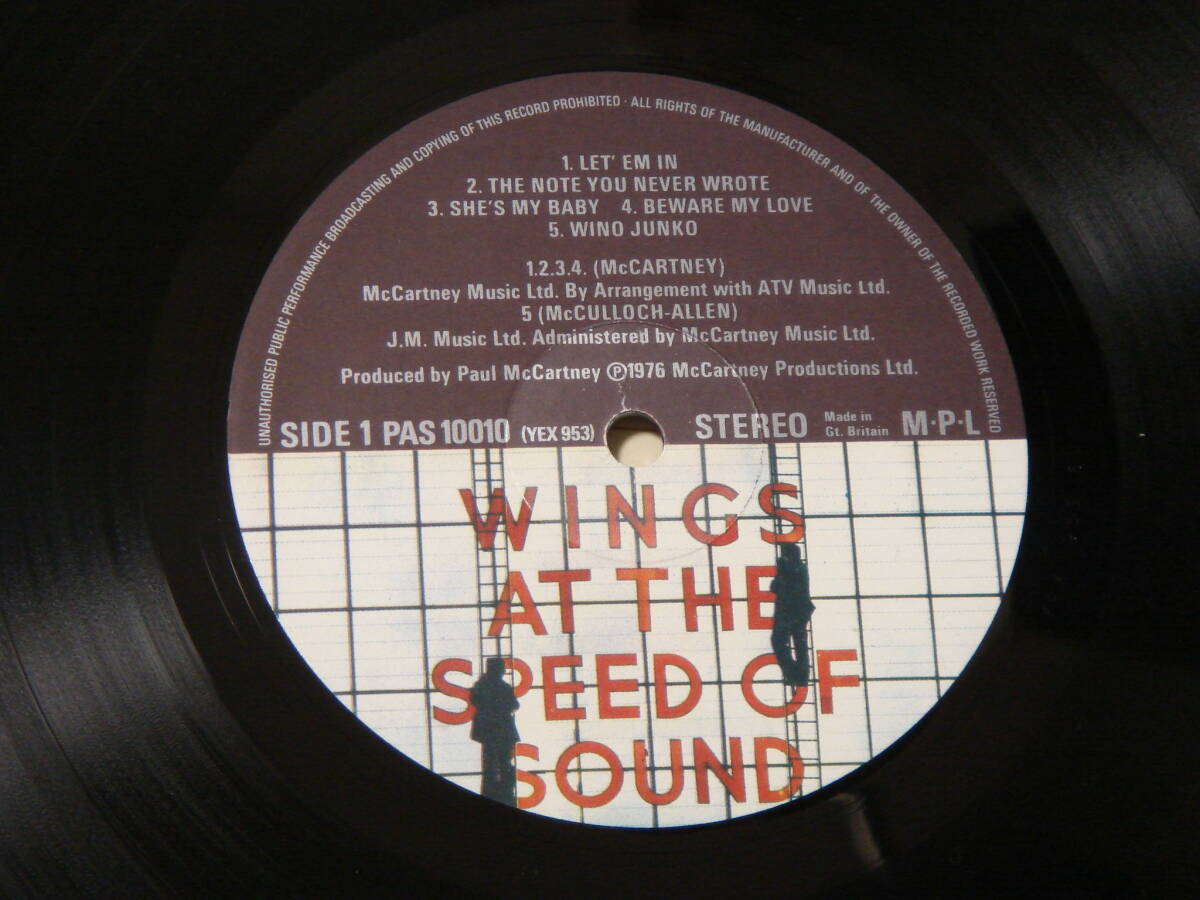 UNAUTHORISED PUBLIC PERFORMANCE BROADCASTING AND COPYING OF THIS RECORD PROHIBITED · ALL RIGHTS OF THE MANUFACTURER AND OF THE OWNER OF THE RECORDED WORK RESERVED
1. LET' EM IN
2. THE NOTE YOU NEVER WROTE
3. SHE'S MY BABY 4. BEWARE MY LOVE
5. WINO JUNKO
1.2.3.4. (McCARTNEY)
McCartney Music Ltd. By Arrangement with ATV Music Ltd.
5 (McCULLOCH-ALLEN)
J.M. Music Ltd. Administered by McCartney Music Ltd.
Produced by Paul McCartney ℗1976 McCartney Productions Ltd.
SIDE 1 PAS 10010 (YEX 953) STEREO Made in Gt. Britain M·P·L
WINGS
AT THE
SPEED OF
SOUND